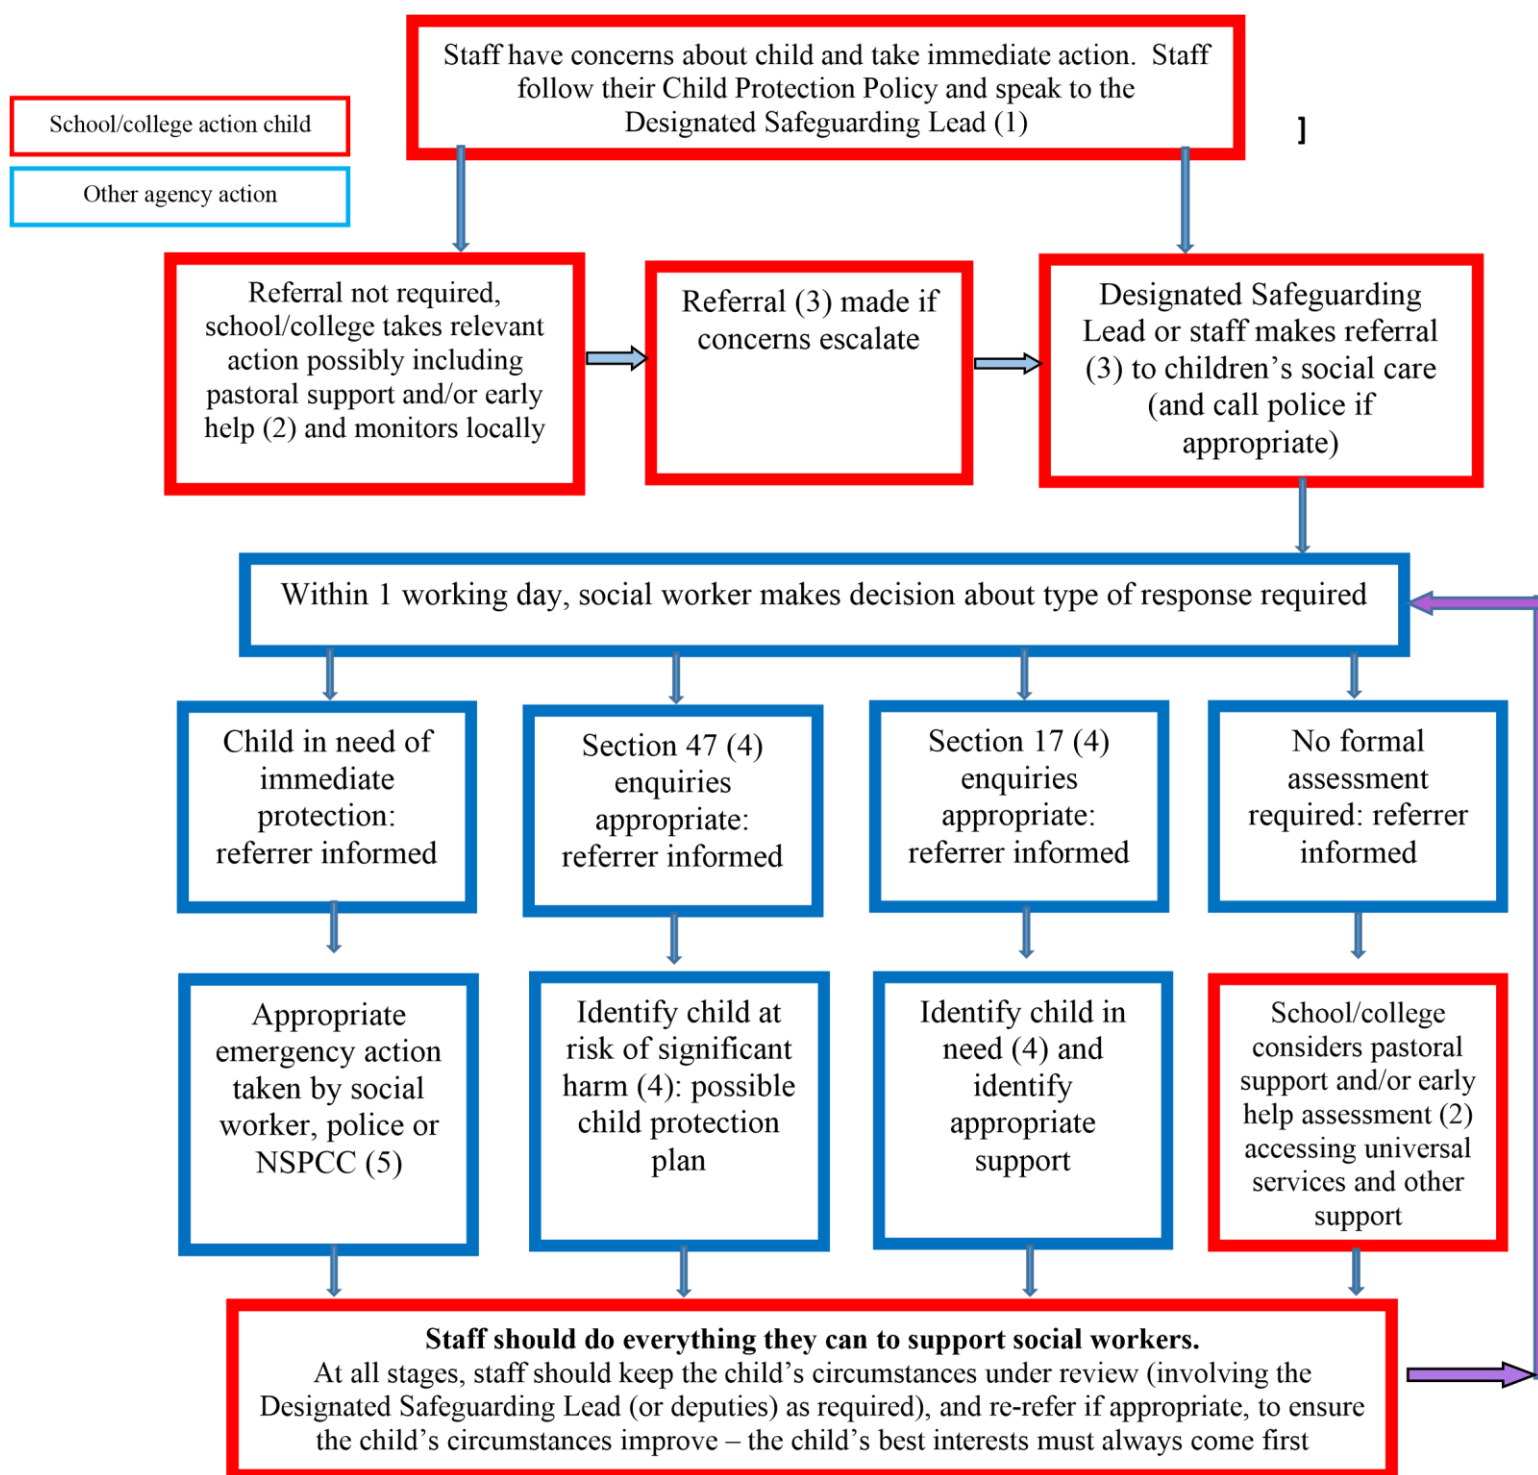 Staff have concerns about child and take immediate action.  Staff
follow their Child Protection Policy and speak to the
Designated Safeguarding Lead (1)
School/college action child
]
Other agency action
Referral not required,
school/college takes relevant
action possibly including
pastoral support and/or early
help (2) and monitors locally
Referral (3) made if
concerns escalate
Designated Safeguarding
Lead or staff makes referral
(3) to children’s social care
(and call police if
appropriate)
Within 1 working day, social worker makes decision about type of response required
Child in need of
immediate
protection:
referrer informed
Section 47 (4)
enquiries
appropriate:
referrer informed
Section 17 (4)
enquiries
appropriate:
referrer informed
No formal
assessment
required: referrer
informed
Appropriate
emergency action
taken by social
worker, police or
NSPCC (5)
Identify child at
risk of significant
harm (4): possible
child protection
plan
Identify child in
need (4) and
identify
appropriate
support
School/college
considers pastoral
support and/or early
help assessment (2)
accessing universal
services and other
support
Staff should do everything they can to support social workers.
At all stages, staff should keep the child’s circumstances under review (involving the
Designated Safeguarding Lead (or deputies) as required), and re-refer if appropriate, to ensure
the child’s circumstances improve – the child’s best interests must always come first